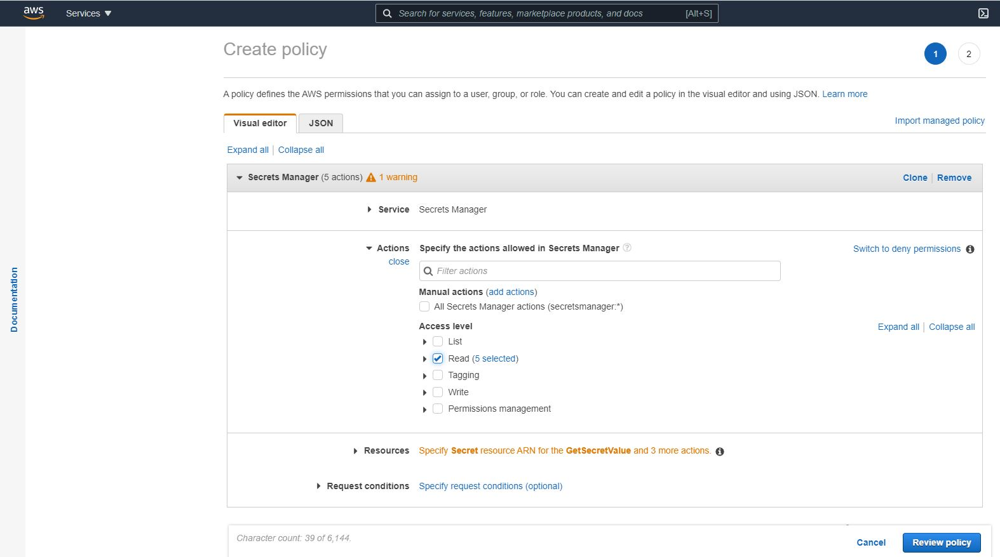 aws Services Search for services, features, marketplace products, and docs [Alt+S]
Create policy
1 2
A policy defines the AWS permissions that you can assign to a user, group, or role. You can create and edit a policy in the visual editor and using JSON. Learn more
Visual editor JSON Import managed policy
Expand all | Collapse all
Secrets Manager (5 actions) 1 warning Clone | Remove
Service Secrets Manager
Actions Specify the actions allowed in Secrets Manager ? Switch to deny permissions i
close
Filter actions
Manual actions (add actions)
All Secrets Manager actions (secretsmanager:*)
Access level Expand all | Collapse all
List
Read (5 selected)
Tagging
Write
Permissions management
Documentation
Resources Specify Secret resource ARN for the GetSecretValue and 3 more actions. i
Request conditions Specify request conditions (optional)
Character count: 39 of 6,144.
Cancel Review policy